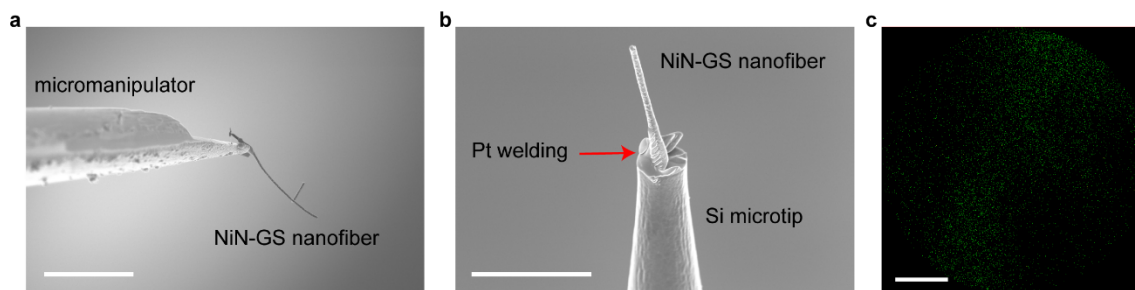 a
micromanipulator
NiN-GS nanofiber
b
NiN-GS nanofiber
Pt welding
Si microtip
c